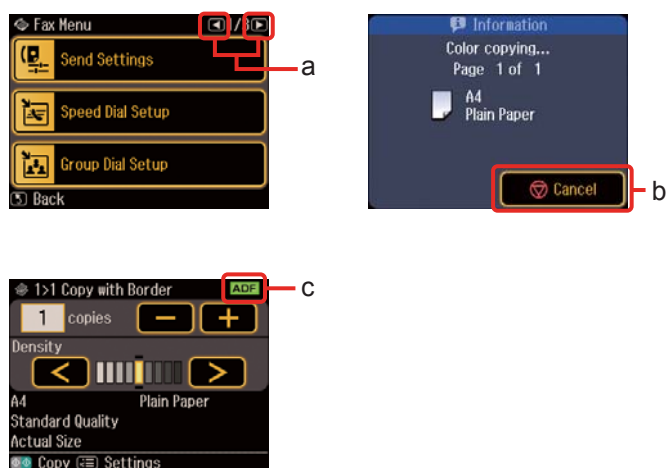 Fax Menu 1/3
Send Settings
Speed Dial Setup
Group Dial Setup
Back
a
Information
Color copying...
Page 1 of 1
A4
Plain Paper
Cancel
b
1>1 Copy with Border ADF
1 copies - +
Density
< >
A4 Plain Paper
Standard Quality
Actual Size
Copy Settings
c